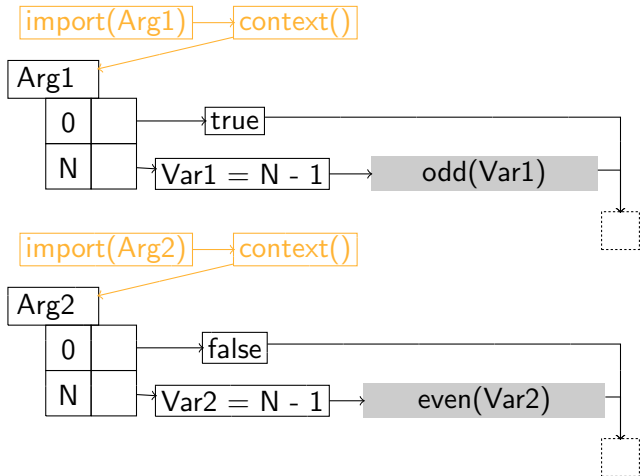 import(Arg1) context()
Arg1
0 true
N Var1 = N - 1 odd(Var1)
import(Arg2) context()
Arg2
0 false
N Var2 = N - 1 even(Var2)